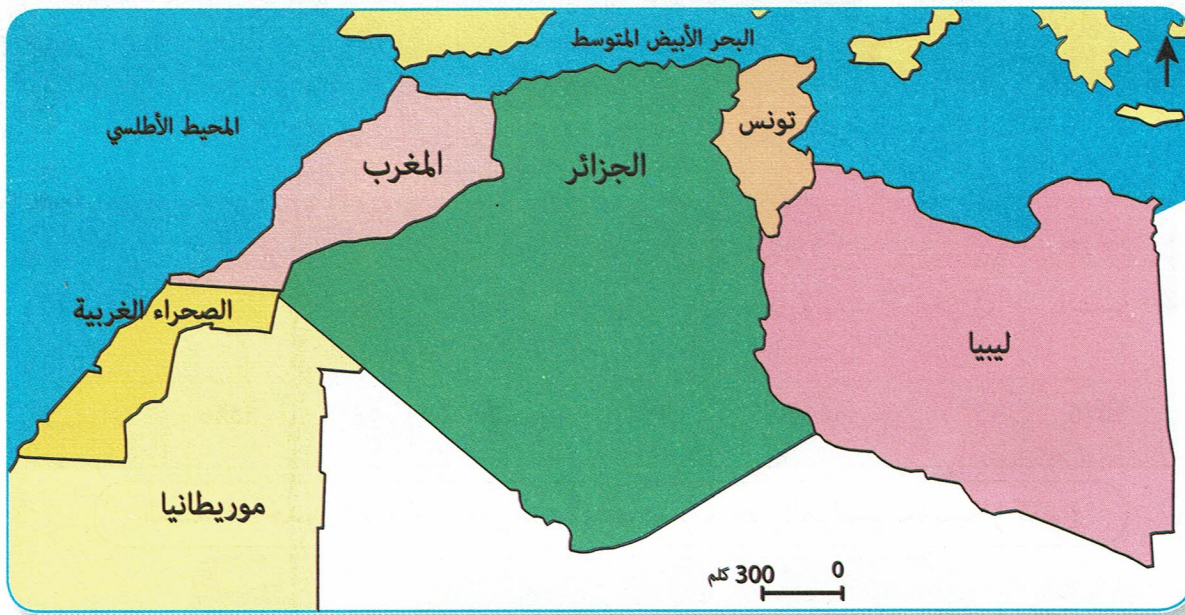 البحر الأبيض المتوسط
المحيط الأطلسي
تونس
الجزائر
المغرب
الصحراء الغربية
ليبيا
موريطانيا
300 كلم
0